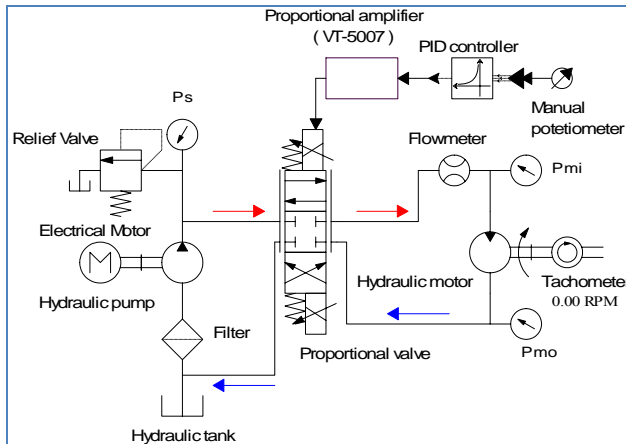 Proportional amplifier
( VT-5007 )
PID controller
Ps
Manual
potetiometer
Relief Valve
Flowmeter
Pmi
Electrical Motor
M
Hydraulic pump
Hydraulic motor
Tachometer
0.00 RPM
Filter
Proportional valve
Pmo
Hydraulic tank